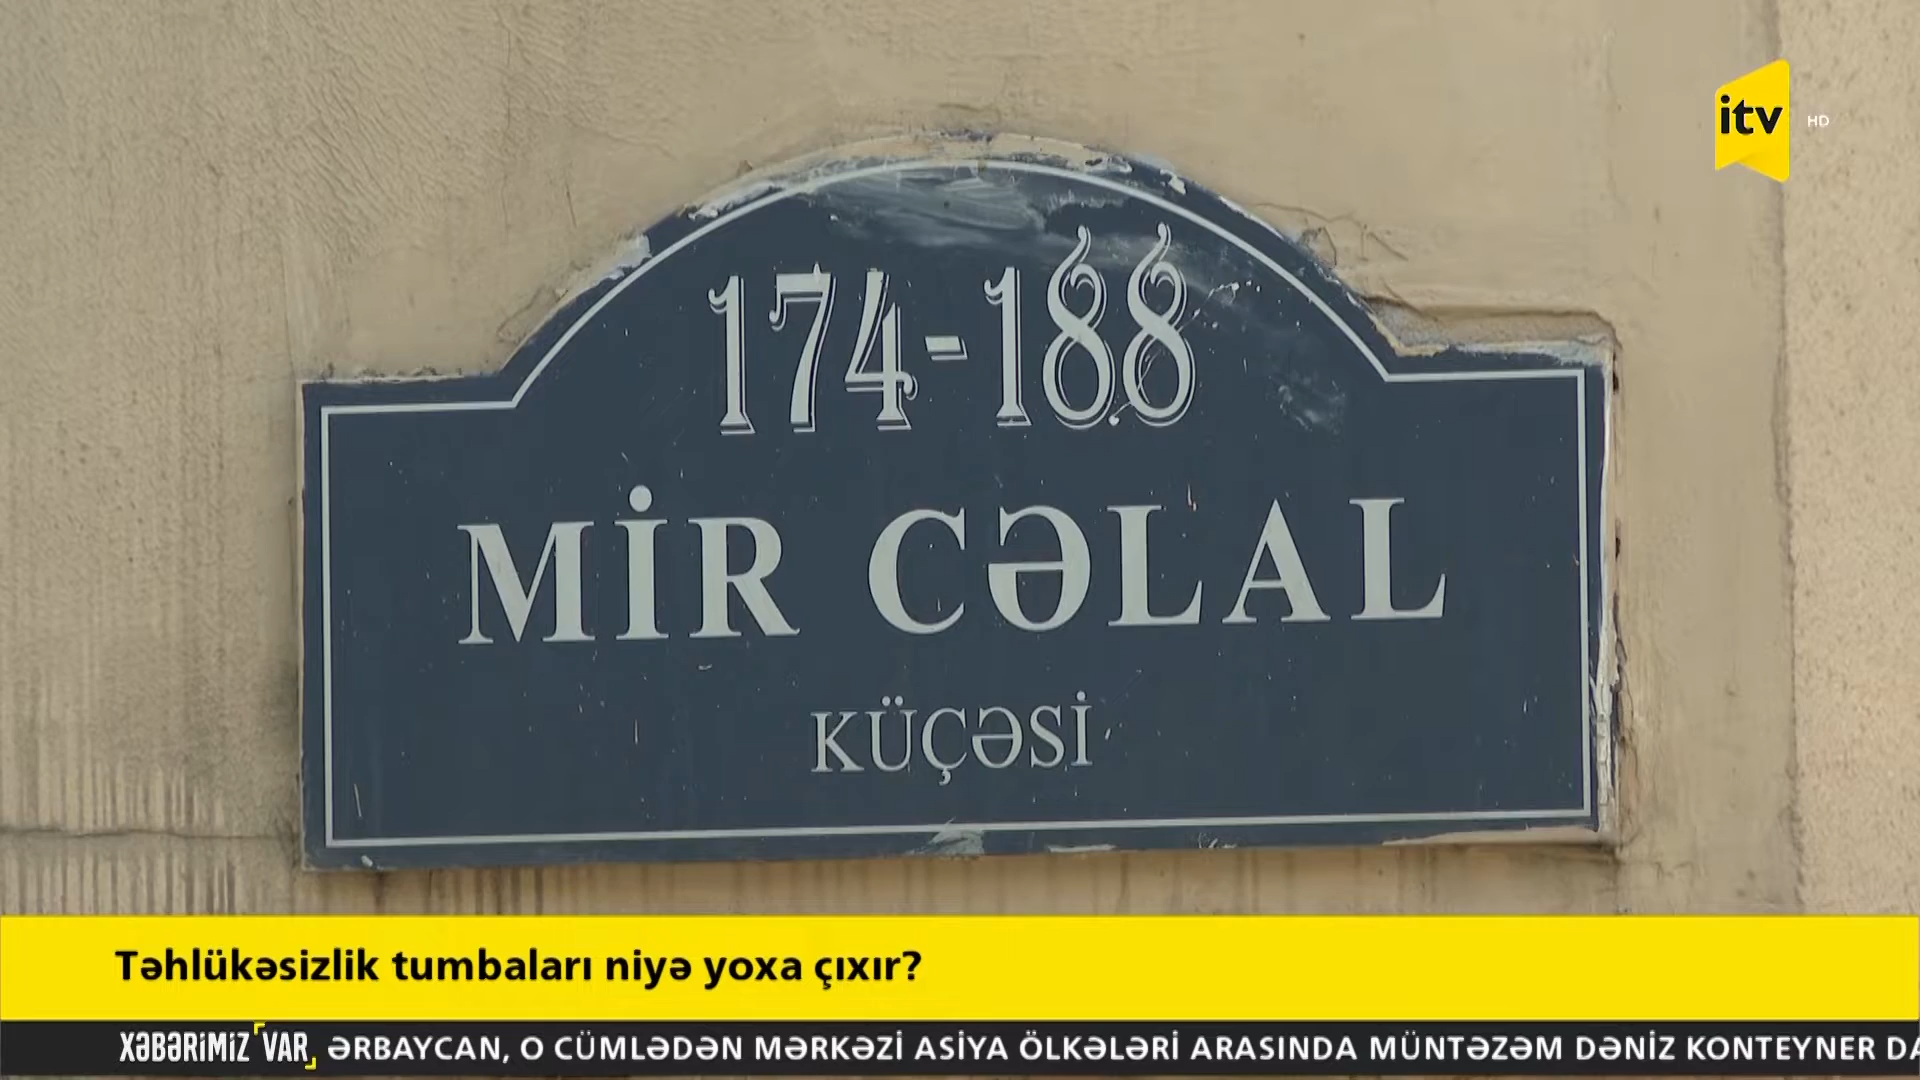 itv HD
174-188
MİR CƏLAL
KÜÇƏSİ
Təhlükəsizlik tumbaları niyə yoxa çıxır?
XƏBƏRİMİZ VAR ƏRBAYCAN, O CÜMLƏDƏN MƏRKƏZİ ASİYA ÖLKƏLƏRİ ARASINDA MÜNTƏZƏM DƏNİZ KONTEYNER DA